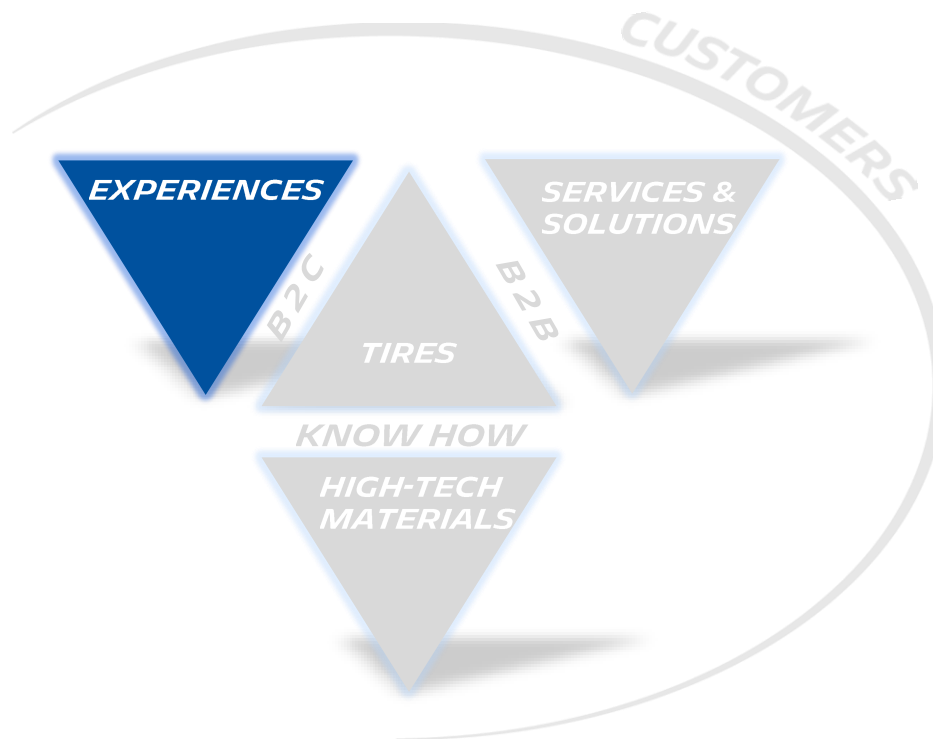 CUSTOMERS
EXPERIENCES
SERVICES &
SOLUTIONS
B2C
B2B
TIRES
KNOW HOW
HIGH-TECH
MATERIALS